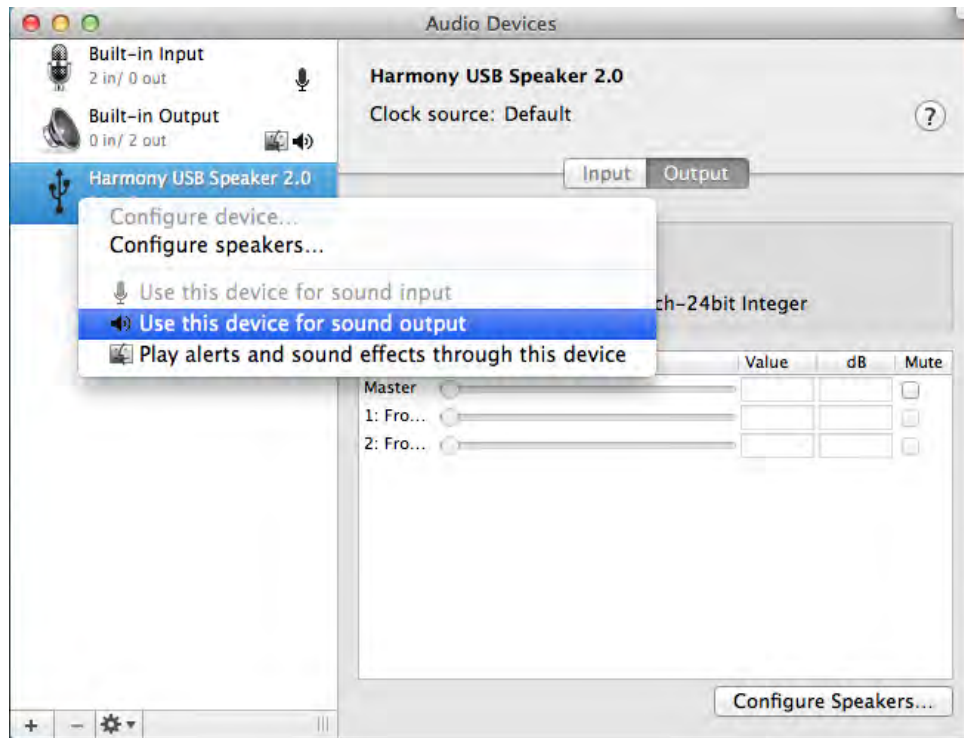 Audio Devices
Built-in Input
2 in/ 0 out
Built-in Output
0 in/ 2 out
Harmony USB Speaker 2.0
Harmony USB Speaker 2.0
Clock source: Default
?
Input Output
Configure device...
Configure speakers...
Use this device for sound input
Use this device for sound output
Play alerts and sound effects through this device
ch-24bit Integer
Value dB Mute
Master
1: Fro...
2: Fro...
Configure Speakers...
+ -